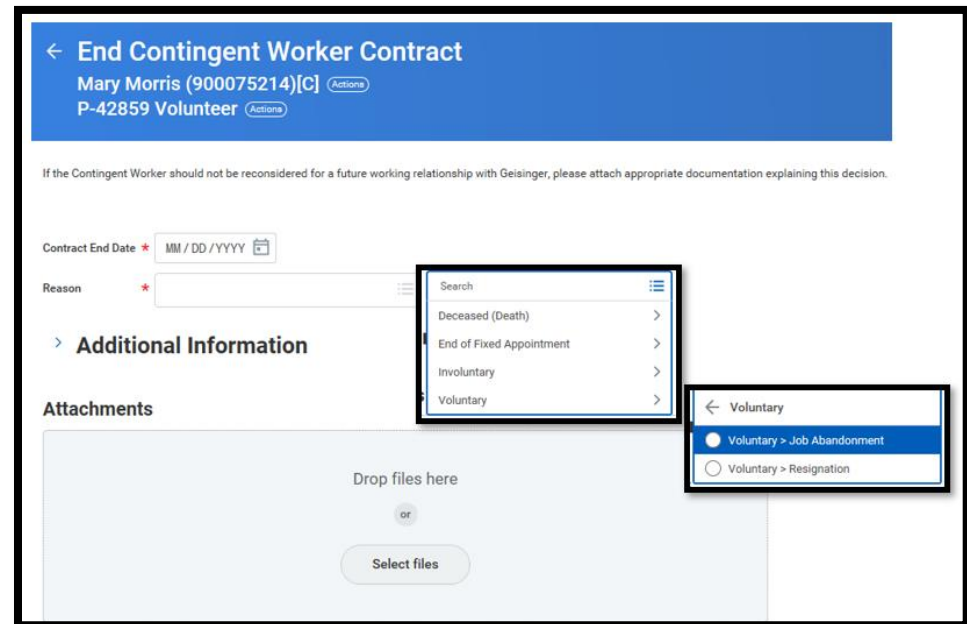 ← End Contingent Worker Contract
Mary Morris (900075214)[C] Actions
P-42859 Volunteer Actions
If the Contingent Worker should not be reconsidered for a future working relationship with Geisinger, please attach appropriate documentation explaining this decision.
Contract End Date * MM / DD / YYYY
Reason *
Search
Deceased (Death)
End of Fixed Appointment
Involuntary
Voluntary
← Voluntary
Voluntary > Job Abandonment
Voluntary > Resignation
Additional Information
Attachments
Drop files here
or
Select files